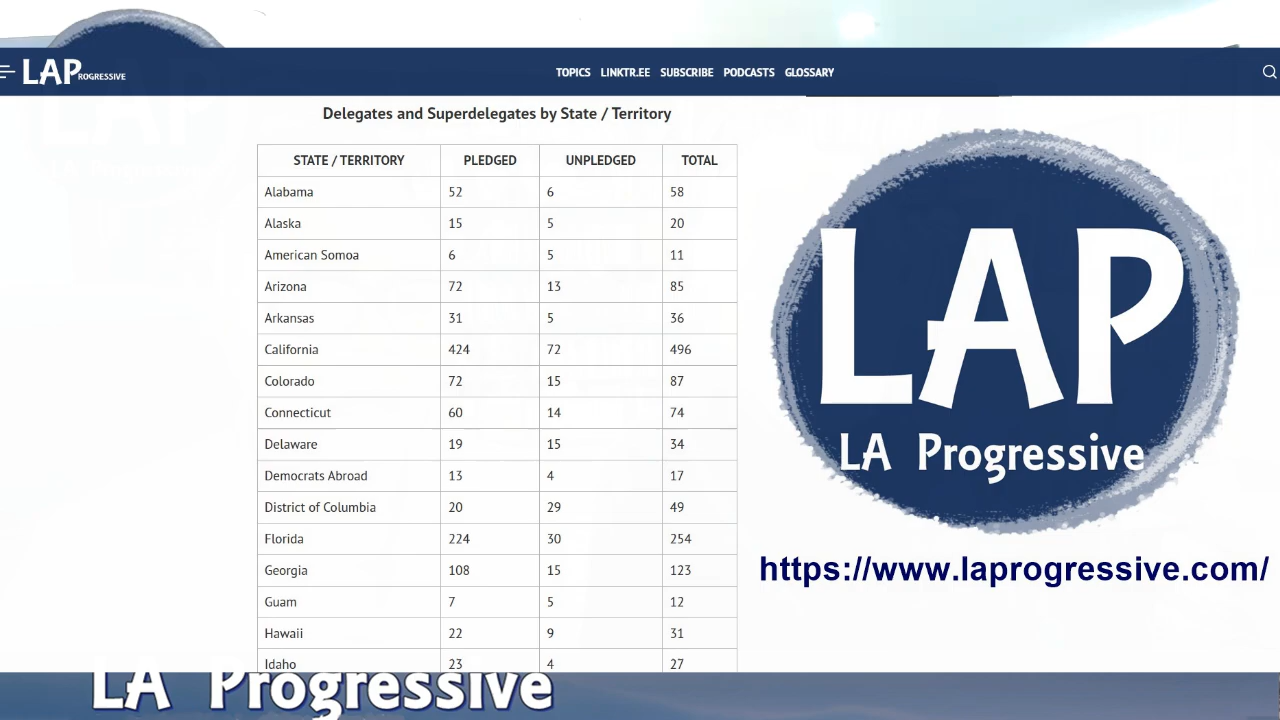 LAPROGRESSIVE
TOPICS LINKTR.EE SUBSCRIBE PODCASTS GLOSSARY
Delegates and Superdelegates by State / Territory
STATE / TERRITORY PLEDGED UNPLEDGED TOTAL
Alabama 52 6 58
Alaska 15 5 20
American Somoa 6 5 11
Arizona 72 13 85
Arkansas 31 5 36
California 424 72 496
Colorado 72 15 87
Connecticut 60 14 74
Delaware 19 15 34
Democrats Abroad 13 4 17
District of Columbia 20 29 49
Florida 224 30 254
Georgia 108 15 123
Guam 7 5 12
Hawaii 22 9 31
Idaho 23 4 27
LAP
LA Progressive
https://www.laprogressive.com/
LA Progressive